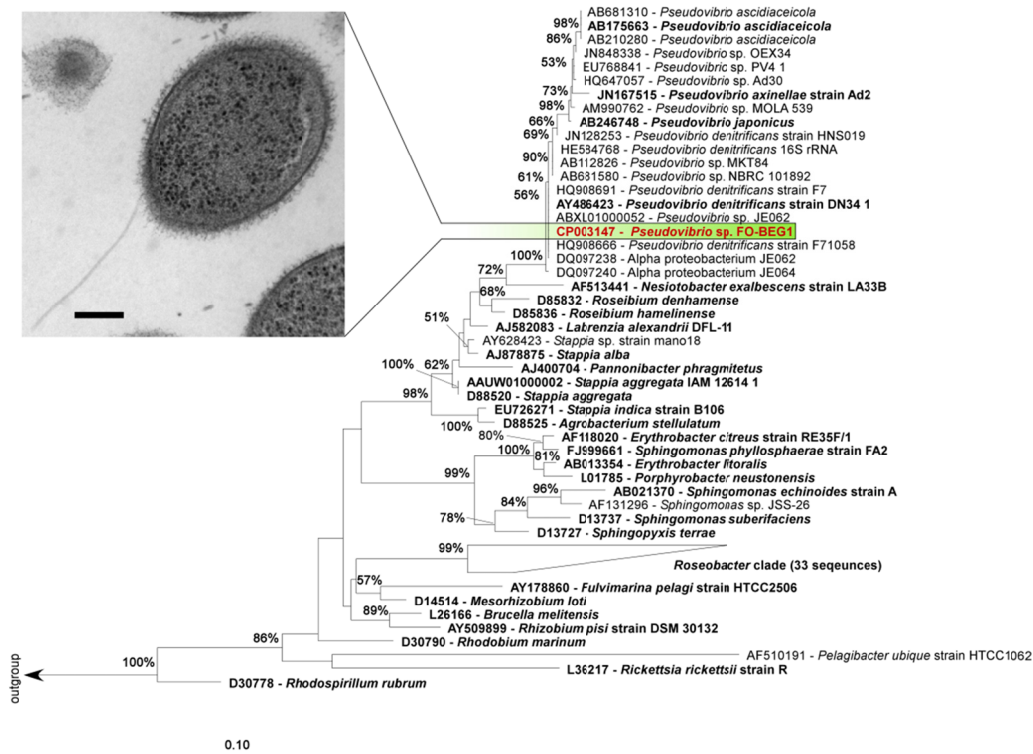 AB681310 - Pseudovibrio ascidiaceicola
98%
AB175663 - Pseudovibrio ascidiaceicola
86%
AB210280 - Pseudovibrio ascidiaceicola
JN848338 - Pseudovibrio sp. OEX34
53%
EU768841 - Pseudovibrio sp. PV4 1
HQ647057 - Pseudovibrio sp. Ad30
73%
JN167515 - Pseudovibrio axinellae strain Ad2
98%
AM990762 - Pseudovibrio sp. MOLA 539
66%
AB246748 - Pseudovibrio japonicus
69%
JN128253 - Pseudovibrio denitrificans strain HNS019
HE584768 - Pseudovibrio denitrificans 16S rRNA
90%
AB112826 - Pseudovibrio sp. MKT84
61%
AB681580 - Pseudovibrio sp. NBRC 101892
56%
HQ908691 - Pseudovibrio denitrificans strain F7
AY486423 - Pseudovibrio denitrificans strain DN34 1
ABXL01000052 - Pseudovibrio sp. JE062
CP003147 - Pseudovibrio sp. FO-BEG1
HQ908666 - Pseudovibrio denitrificans strain F71058
100%
DQ097238 - Alpha proteobacterium JE062
72%
DQ097240 - Alpha proteobacterium JE064
AF513441 - Nesiotobacter exalbescens strain LA33B
68%
D85832 - Roseibium denhamense
D85836 - Roseibium hamelinense
51%
AJ582083 - Labrenzia alexandrii DFL-11
AY628423 - Stappia sp. strain mano18
AJ878875 - Stappia alba
100%
62%
AJ400704 - Pannonibacter phragmitetus
AAUW01000002 - Stappia aggregata IAM 12614 1
98%
D88520 - Stappia aggregata
EU726271 - Stappia indica strain B106
100%
D88525 - Agrobacterium stellulatum
80%
AF118020 - Erythrobacter citreus strain RE35F/1
100%
FJ999661 - Sphingomonas phyllosphaerae strain FA2
81%
AB013354 - Erythrobacter litoralis
99%
L01785 - Porphyrobacter neustonensis
96%
AB021370 - Sphingomonas echinoides strain A
84%
AF131296 - Sphingomonas sp. JSS-26
78%
D13737 - Sphingomonas suberifaciens
D13727 - Sphingopyxis terrae
99%
Roseobacter clade (33 seqeunces)
57%
AY178860 - Fulvimarina pelagi strain HTCC2506
D14514 - Mesorhizobium loti
89%
L26166 - Brucella melitensis
AY509899 - Rhizobium pisi strain DSM 30132
86%
D30790 - Rhodobium marinum
AF510191 - Pelagibacter ubique strain HTCC1062
100%
L36217 - Rickettsia rickettsii strain R
D30778 - Rhodospirillum rubrum
outgroup
0.10